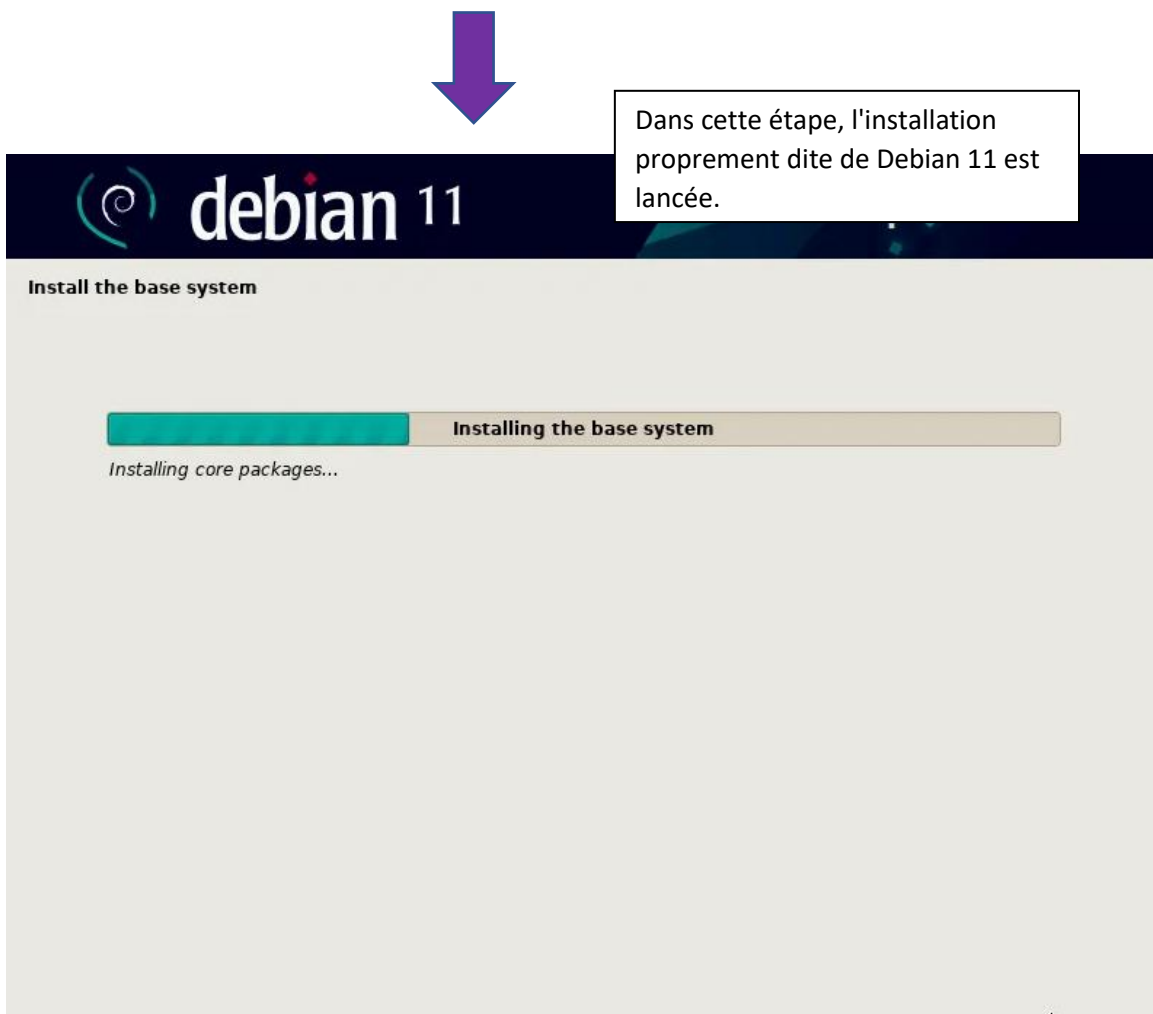 Dans cette étape, l'installation
proprement dite de Debian 11 est
lancée.
debian 11
Install the base system
Installing the base system
Installing core packages...